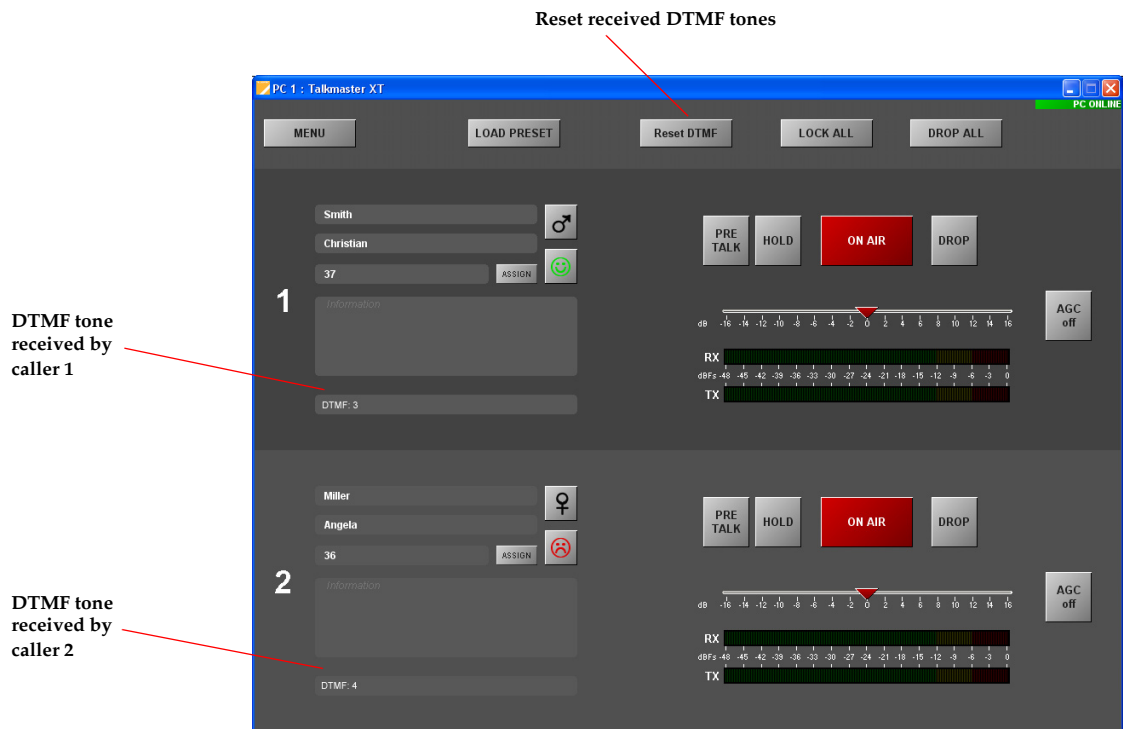 Reset received DTMF tones
PC 1 : Talkmaster XT
PC ONLINE
MENU
LOAD PRESET
Reset DTMF
LOCK ALL
DROP ALL
1
Smith
Christian
37
ASSIGN
Information
DTMF: 3
PRE
TALK
HOLD
ON AIR
DROP
dB -16 -14 -12 -10 -8 -6 -4 -2 0 2 4 6 8 10 12 14 16
AGC
off
RX
dBFs -48 -45 -42 -39 -36 -33 -30 -27 -24 -21 -18 -15 -12 -9 -6 -3 0
TX
DTMF tone
received by
caller 1
2
Miller
Angela
36
ASSIGN
Information
DTMF: 4
PRE
TALK
HOLD
ON AIR
DROP
dB -16 -14 -12 -10 -8 -6 -4 -2 0 2 4 6 8 10 12 14 16
AGC
off
RX
dBFs -48 -45 -42 -39 -36 -33 -30 -27 -24 -21 -18 -15 -12 -9 -6 -3 0
TX
DTMF tone
received by
caller 2